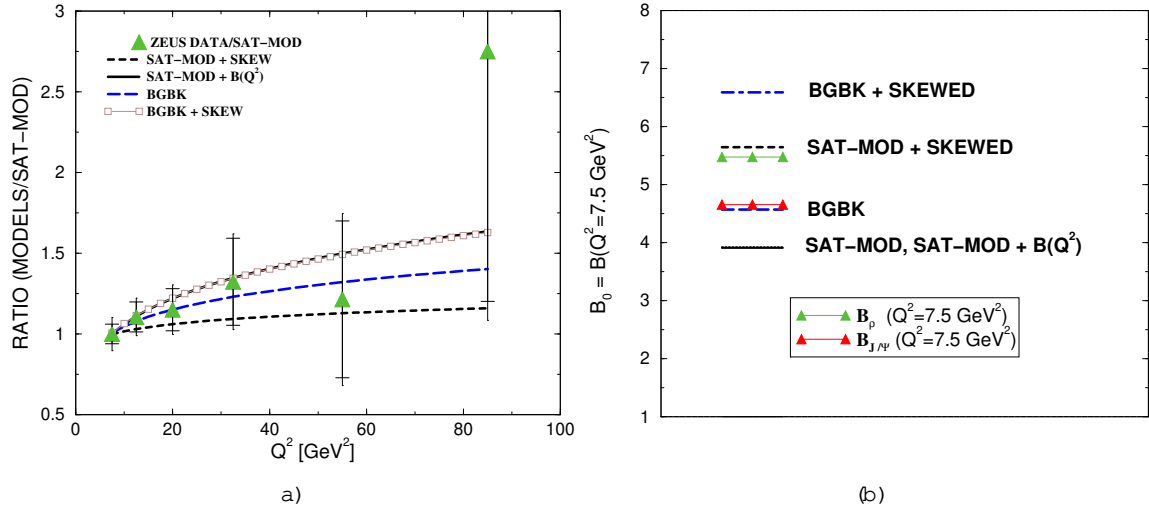 RATIO (MODELS/SAT−MOD)
3
2.5
2
1.5
1
0.5
ZEUS DATA/SAT−MOD
SAT−MOD + SKEW
SAT−MOD + B(Q²)
BGBK
BGBK + SKEW
0 20 40 60 80 100
Q² [GeV²]
a)
B₀ = B(Q²=7.5 GeV²)
8
7
6
5
4
3
2
1
BGBK + SKEWED
SAT−MOD + SKEWED
BGBK
SAT−MOD, SAT−MOD + B(Q²)
Bρ (Q²=7.5 GeV²)
B_J/Ψ (Q²=7.5 GeV²)
(b)